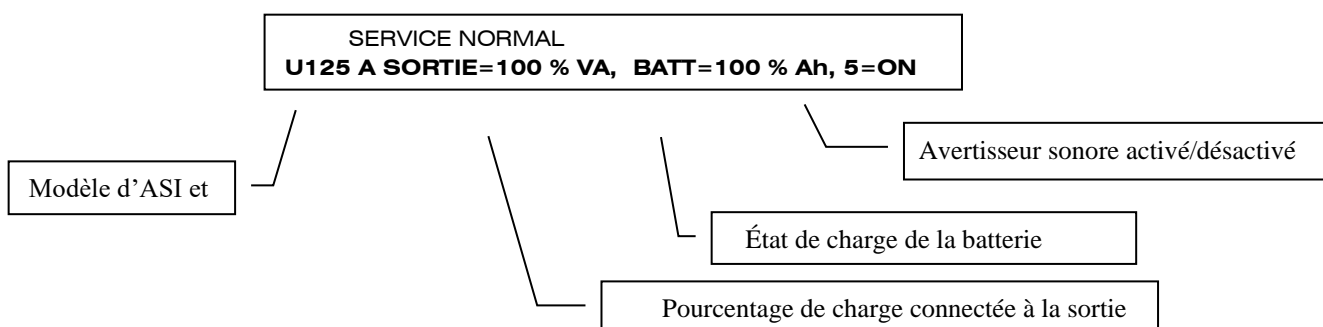 SERVICE NORMAL
U125 A SORTIE=100 % VA, BATT=100 % Ah, 5=ON
Avertisseur sonore activé/désactivé
Modèle d’ASI et
État de charge de la batterie
Pourcentage de charge connectée à la sortie